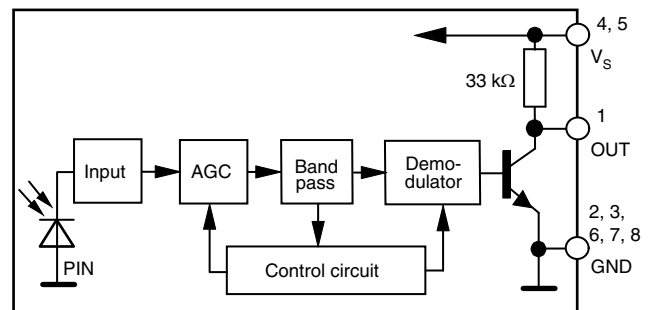 4, 5
V_S
33 kΩ
1
OUT
Input
AGC
Band
pass
Demo-
dulator
2, 3,
6, 7, 8
GND
PIN
Control circuit